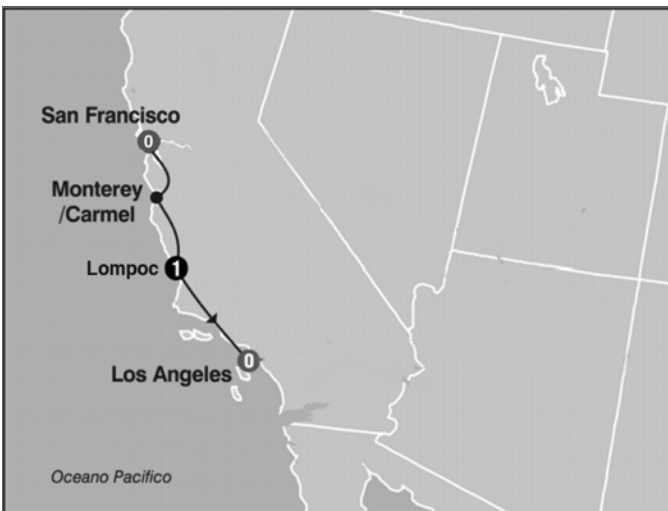 San Francisco
0
Monterey
/Carmel
Lompoc 1
0
Los Angeles
Oceano Pacifico